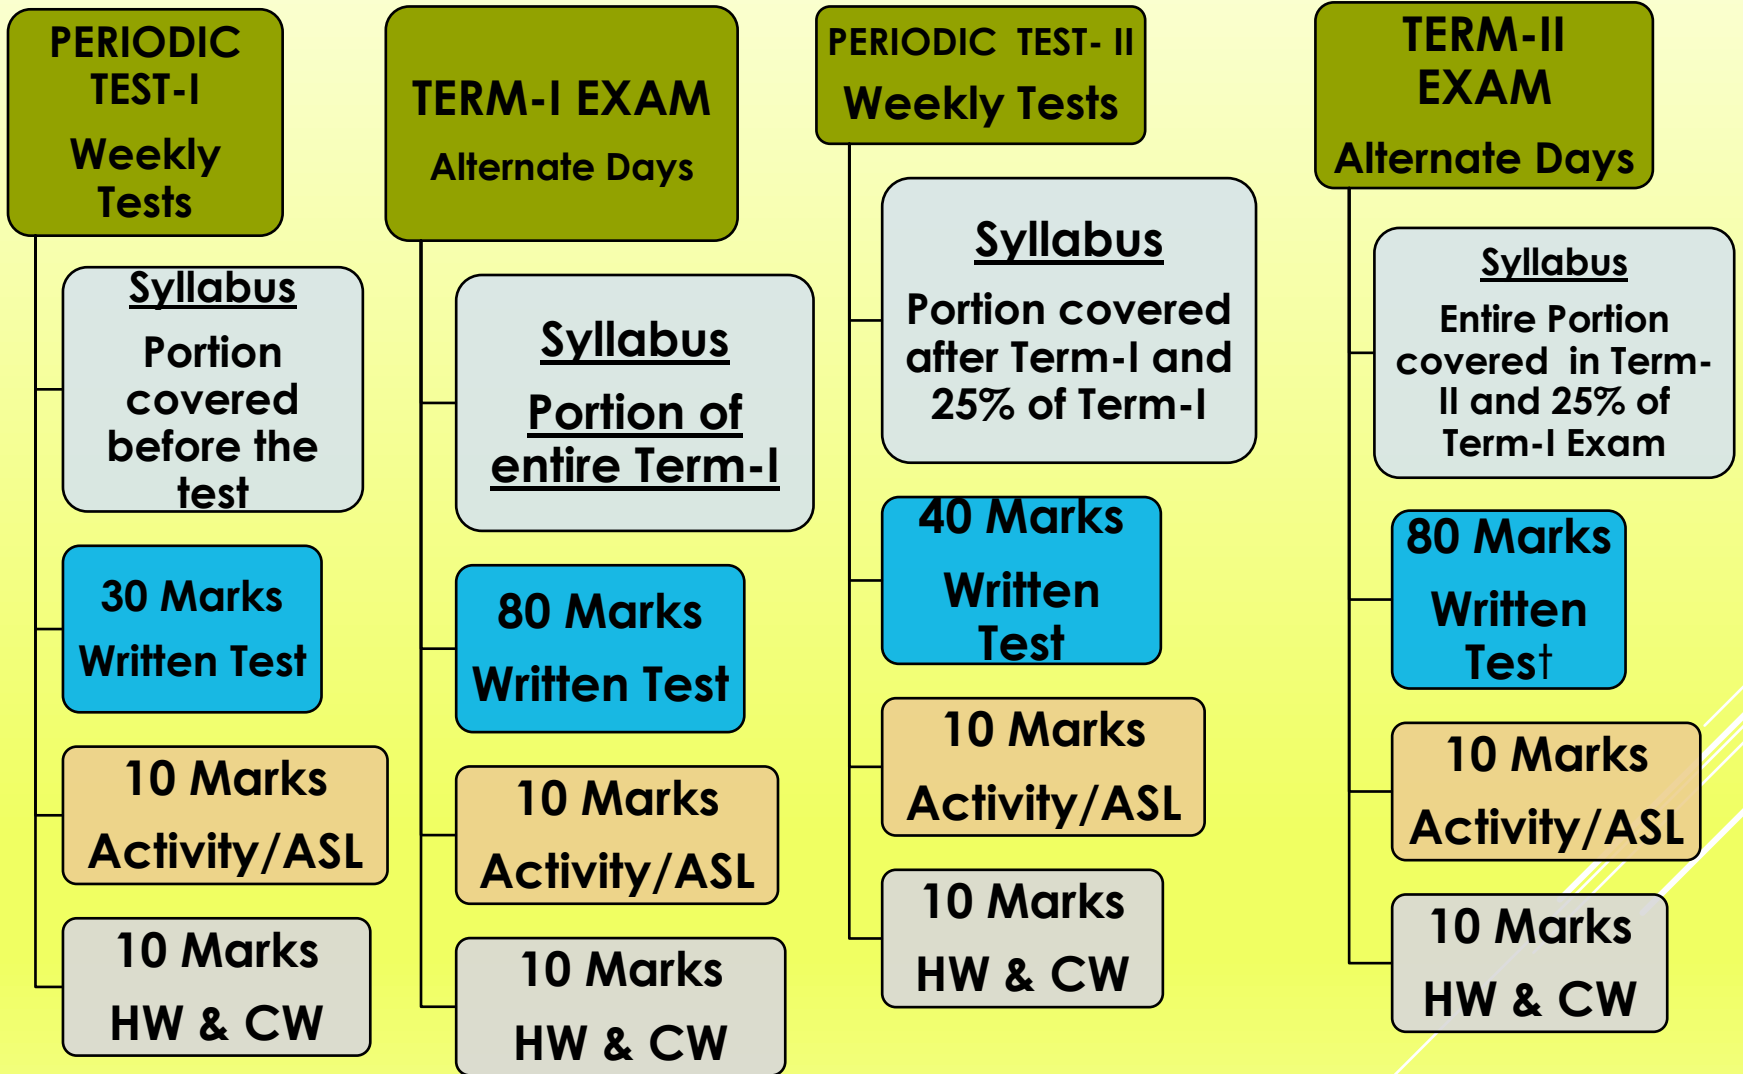 PERIODIC
TEST-I
Weekly
Tests
Syllabus
Portion
covered
before the
test
30 Marks
Written Test
10 Marks
Activity/ASL
10 Marks
HW & CW
TERM-I EXAM
Alternate Days
Syllabus
Portion of
entire Term-I
80 Marks
Written Test
10 Marks
Activity/ASL
10 Marks
HW & CW
PERIODIC TEST- II
Weekly Tests
Syllabus
Portion covered
after Term-I and
25% of Term-I
40 Marks
Written
Test
10 Marks
Activity/ASL
10 Marks
HW & CW
TERM-II
EXAM
Alternate Days
Syllabus
Entire Portion
covered in Term-
II and 25% of
Term-I Exam
80 Marks
Written
Test
10 Marks
Activity/ASL
10 Marks
HW & CW